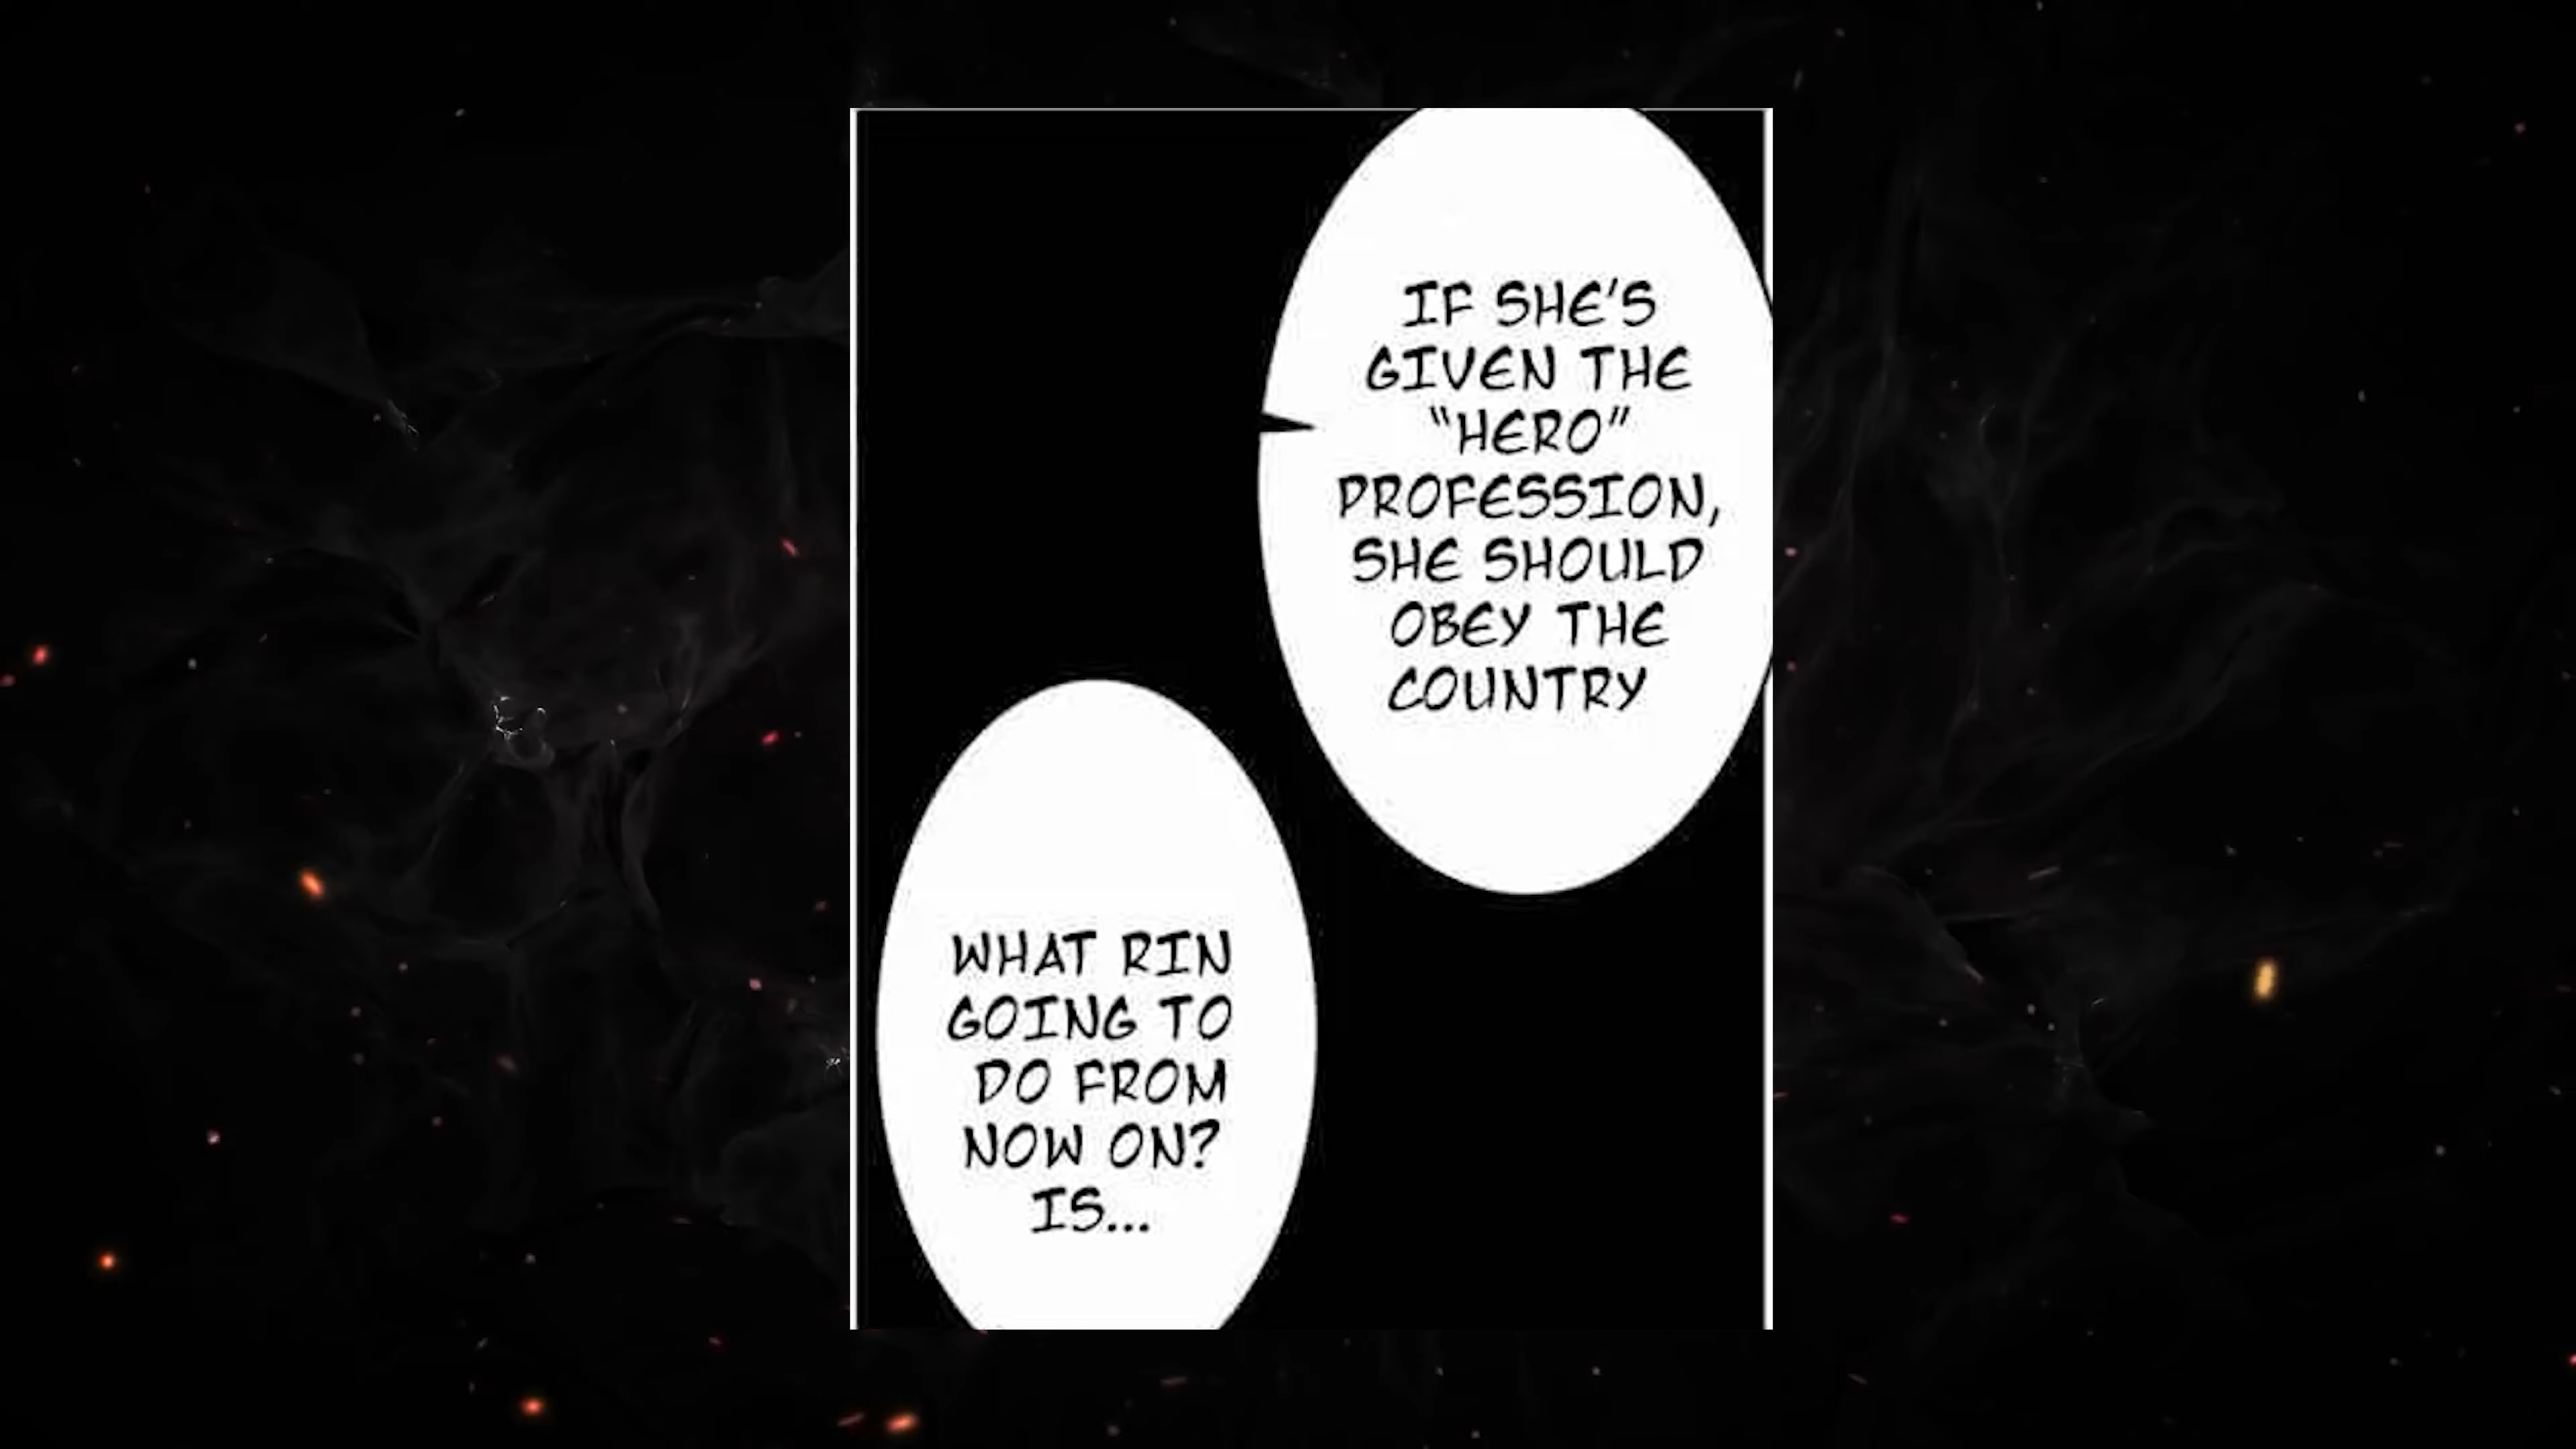 IF SHE'S
GIVEN THE
"HERO"
PROFESSION,
SHE SHOULD
OBEY THE
COUNTRY
WHAT RIN
GOING TO
DO FROM
NOW ON?
IS...